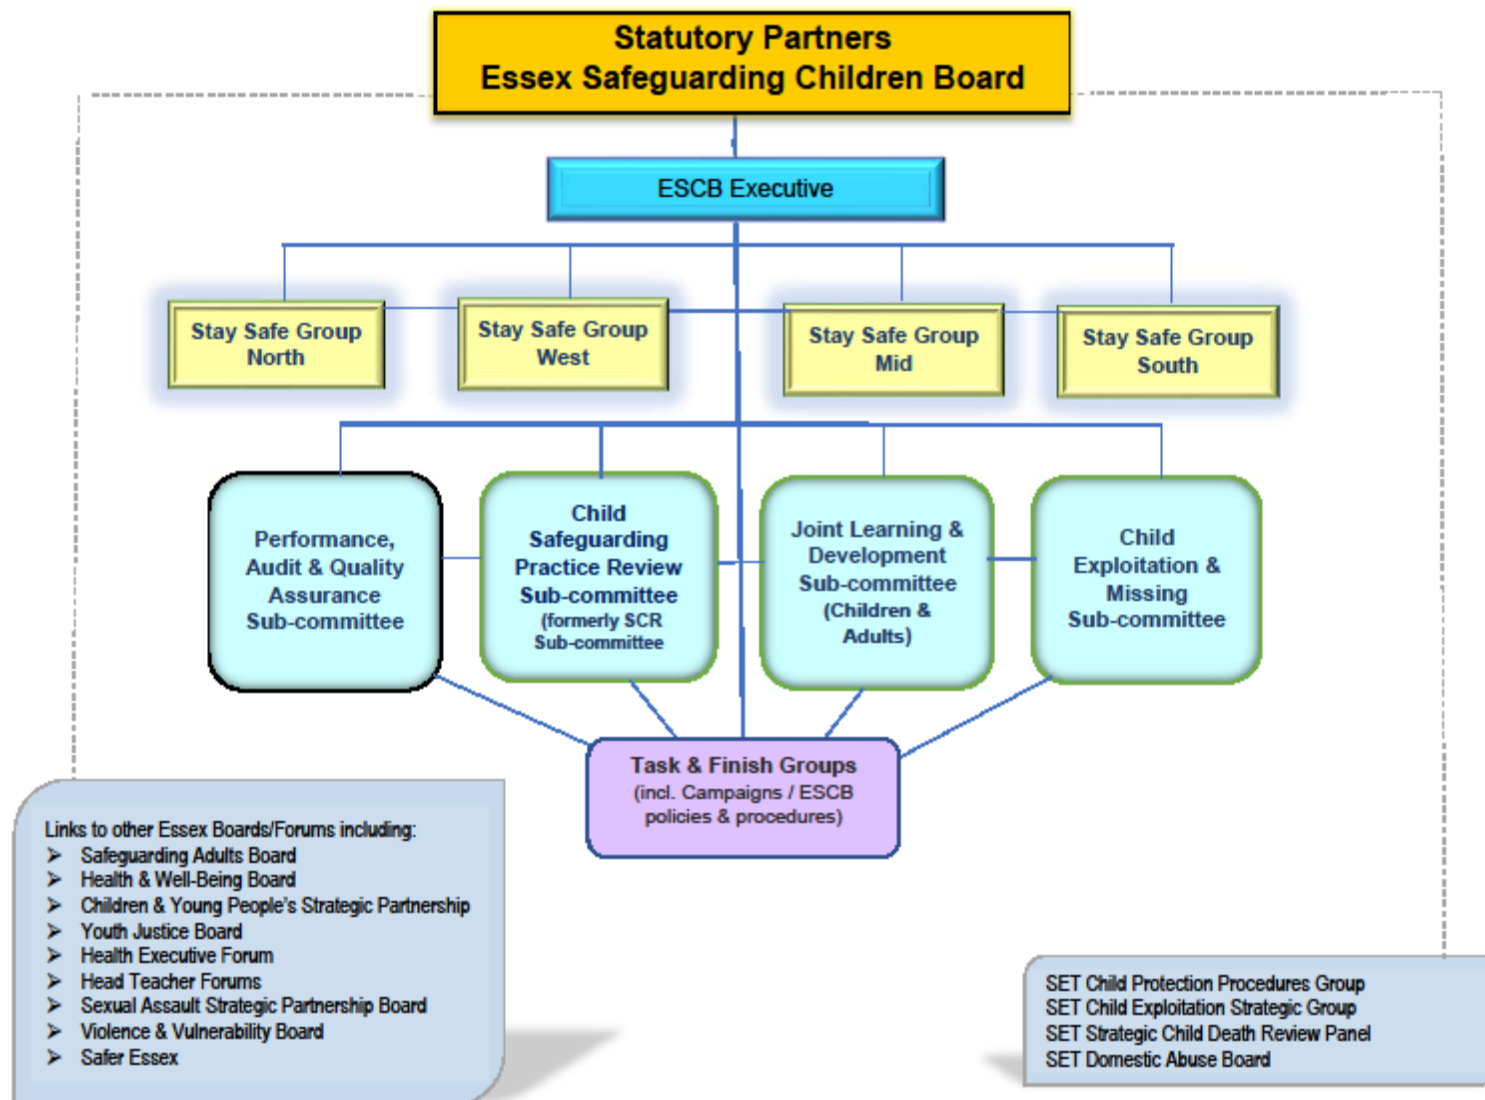 Statutory Partners
Essex Safeguarding Children Board
ESCB Executive
Stay Safe Group
North
Stay Safe Group
West
Stay Safe Group
Mid
Stay Safe Group
South
Performance,
Audit & Quality
Assurance
Sub-committee
Child
Safeguarding
Practice Review
Sub-committee
(formerly SCR
Sub-committee
Joint Learning &
Development
Sub-committee
(Children &
Adults)
Child
Exploitation &
Missing
Sub-committee
Task & Finish Groups
(incl. Campaigns / ESCB
policies & procedures)
Links to other Essex Boards/Forums including:
➢ Safeguarding Adults Board
➢ Health & Well-Being Board
➢ Children & Young People's Strategic Partnership
➢ Youth Justice Board
➢ Health Executive Forum
➢ Head Teacher Forums
➢ Sexual Assault Strategic Partnership Board
➢ Violence & Vulnerability Board
➢ Safer Essex
SET Child Protection Procedures Group
SET Child Exploitation Strategic Group
SET Strategic Child Death Review Panel
SET Domestic Abuse Board